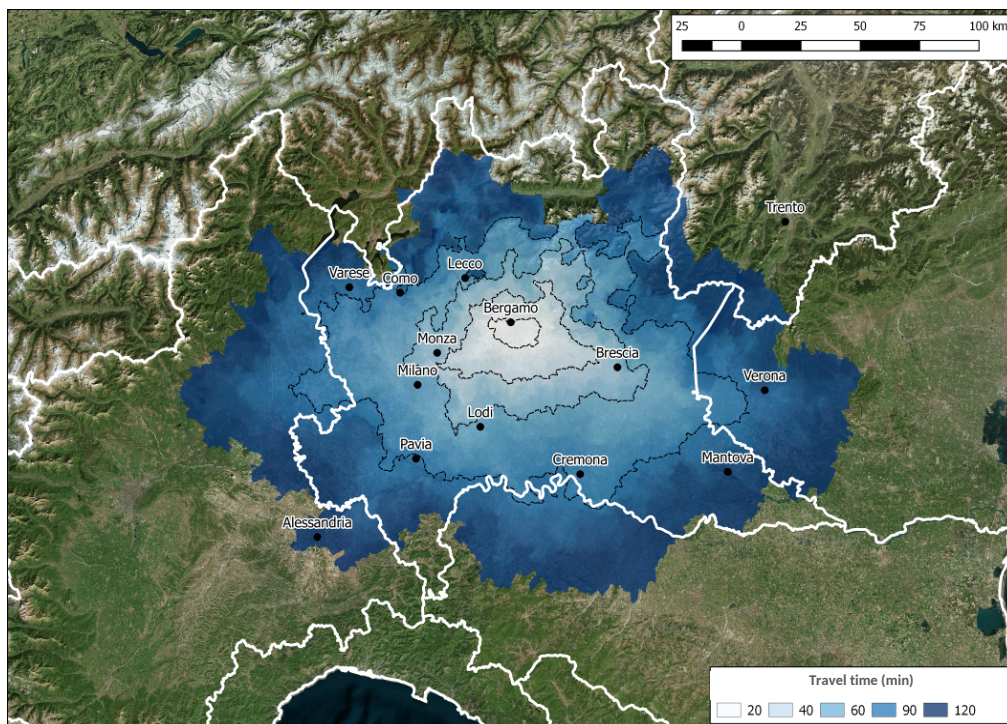 25 0 25 50 75 100 km
Trento
Lecco
Varese
Como
Bergamo
Monza
Brescia
Milano
Verona
Lodi
Pavia
Cremona
Mantova
Alessandria
Travel time (min)
20 40 60 90 120